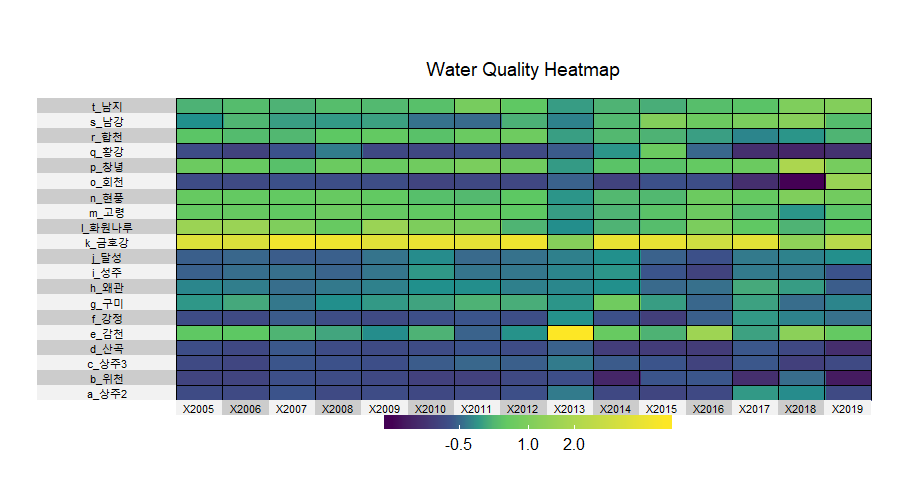 Water Quality Heatmap
t_남지
s_남강
r_합천
q_황강
p_창녕
o_회천
n_현풍
m_고령
l_화원나루
k_금호강
j_달성
i_성주
h_왜관
g_구미
f_강정
e_감천
d_산곡
c_상주3
b_위천
a_상주2
X2005 X2006 X2007 X2008 X2009 X2010 X2011 X2012 X2013 X2014 X2015 X2016 X2017 X2018 X2019
-0.5 1.0 2.0